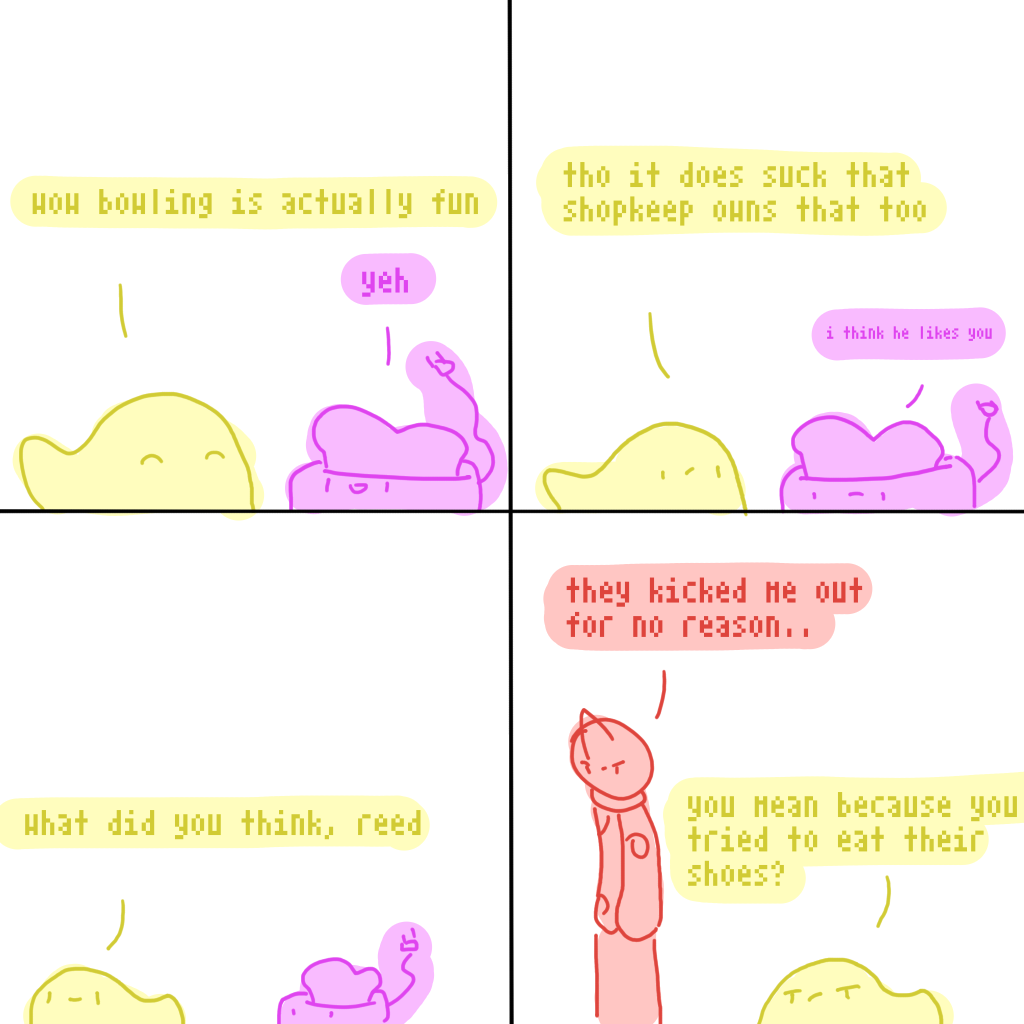 wow bowling is actually fun
yeh
tho it does suck that
shopkeep owns that too
i think he likes you
what did you think, reed
they kicked me out
for no reason..
you mean because you
tried to eat their
shoes?